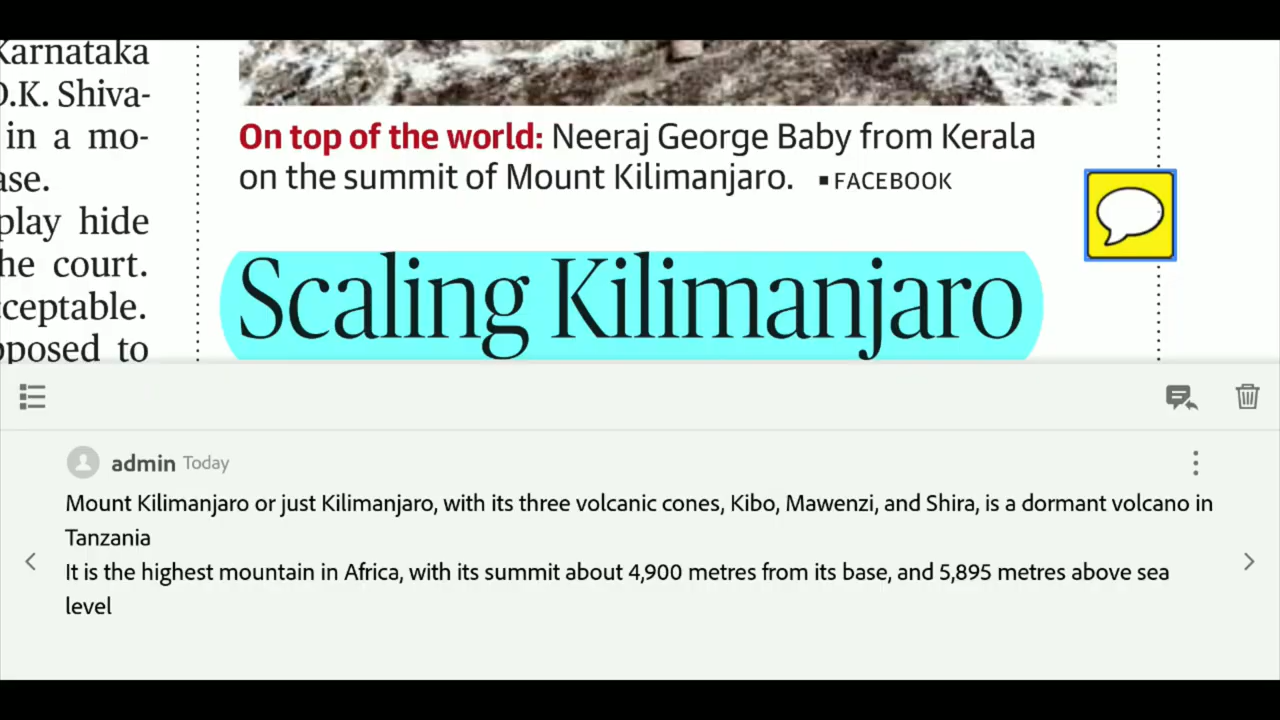 Karnataka
D.K. Shiva-
in a mo-
ase.
play hide
he court.
cceptable.
pposed to
On top of the world: Neeraj George Baby from Kerala
on the summit of Mount Kilimanjaro. ▪ FACEBOOK
Scaling Kilimanjaro
admin Today
Mount Kilimanjaro or just Kilimanjaro, with its three volcanic cones, Kibo, Mawenzi, and Shira, is a dormant volcano in
Tanzania
It is the highest mountain in Africa, with its summit about 4,900 metres from its base, and 5,895 metres above sea
level